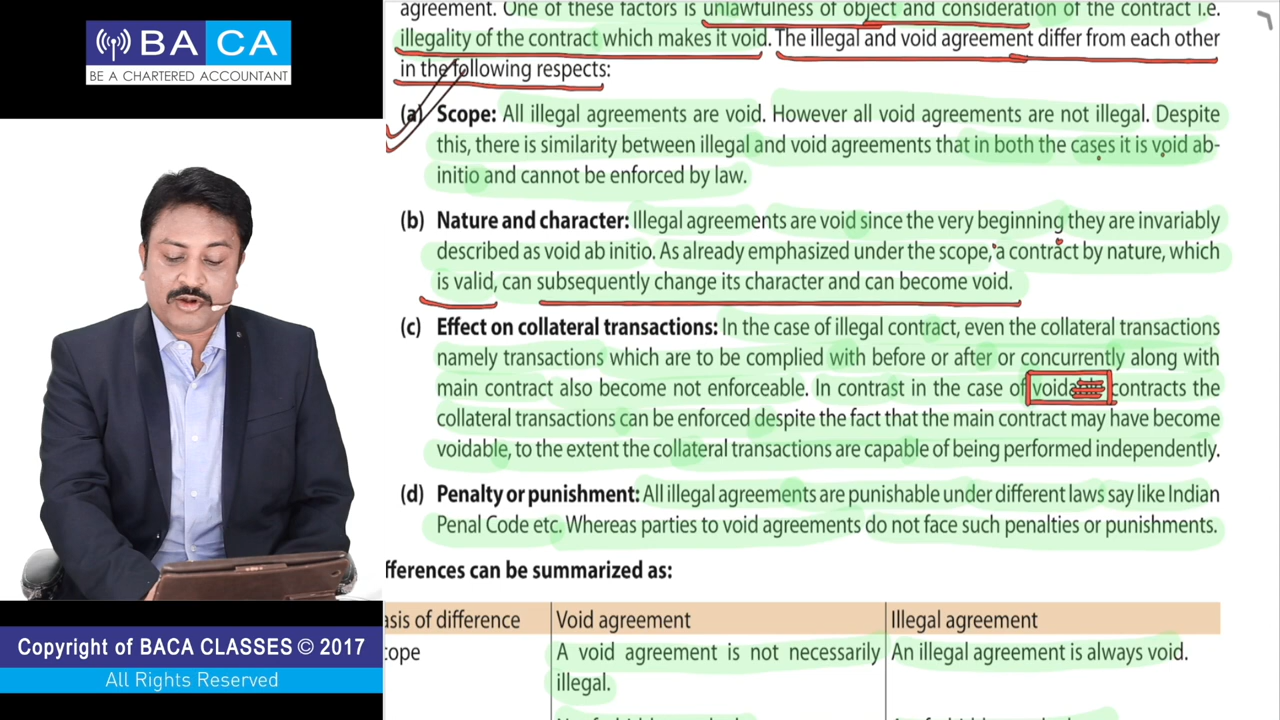 BA CA
BE A CHARTERED ACCOUNTANT
agreement. One of these factors is unlawfulness of object and consideration of the contract i.e.
illegality of the contract which makes it void. The illegal and void agreement differ from each other
in the following respects:
(a) Scope: All illegal agreements are void. However all void agreements are not illegal. Despite
this, there is similarity between illegal and void agreements that in both the cases it is void ab-
initio and cannot be enforced by law.
(b) Nature and character: Illegal agreements are void since the very beginning they are invariably
described as void ab initio. As already emphasized under the scope, a contract by nature, which
is valid, can subsequently change its character and can become void.
(c) Effect on collateral transactions: In the case of illegal contract, even the collateral transactions
namely transactions which are to be complied with before or after or concurrently along with
main contract also become not enforceable. In contrast in the case of void contracts the
collateral transactions can be enforced despite the fact that the main contract may have become
voidable, to the extent the collateral transactions are capable of being performed independently.
(d) Penalty or punishment: All illegal agreements are punishable under different laws say like Indian
Penal Code etc. Whereas parties to void agreements do not face such penalties or punishments.
fferences can be summarized as:
asis of difference Void agreement Illegal agreement
cope A void agreement is not necessarily An illegal agreement is always void.
illegal.
Copyright of BACA CLASSES © 2017
All Rights Reserved